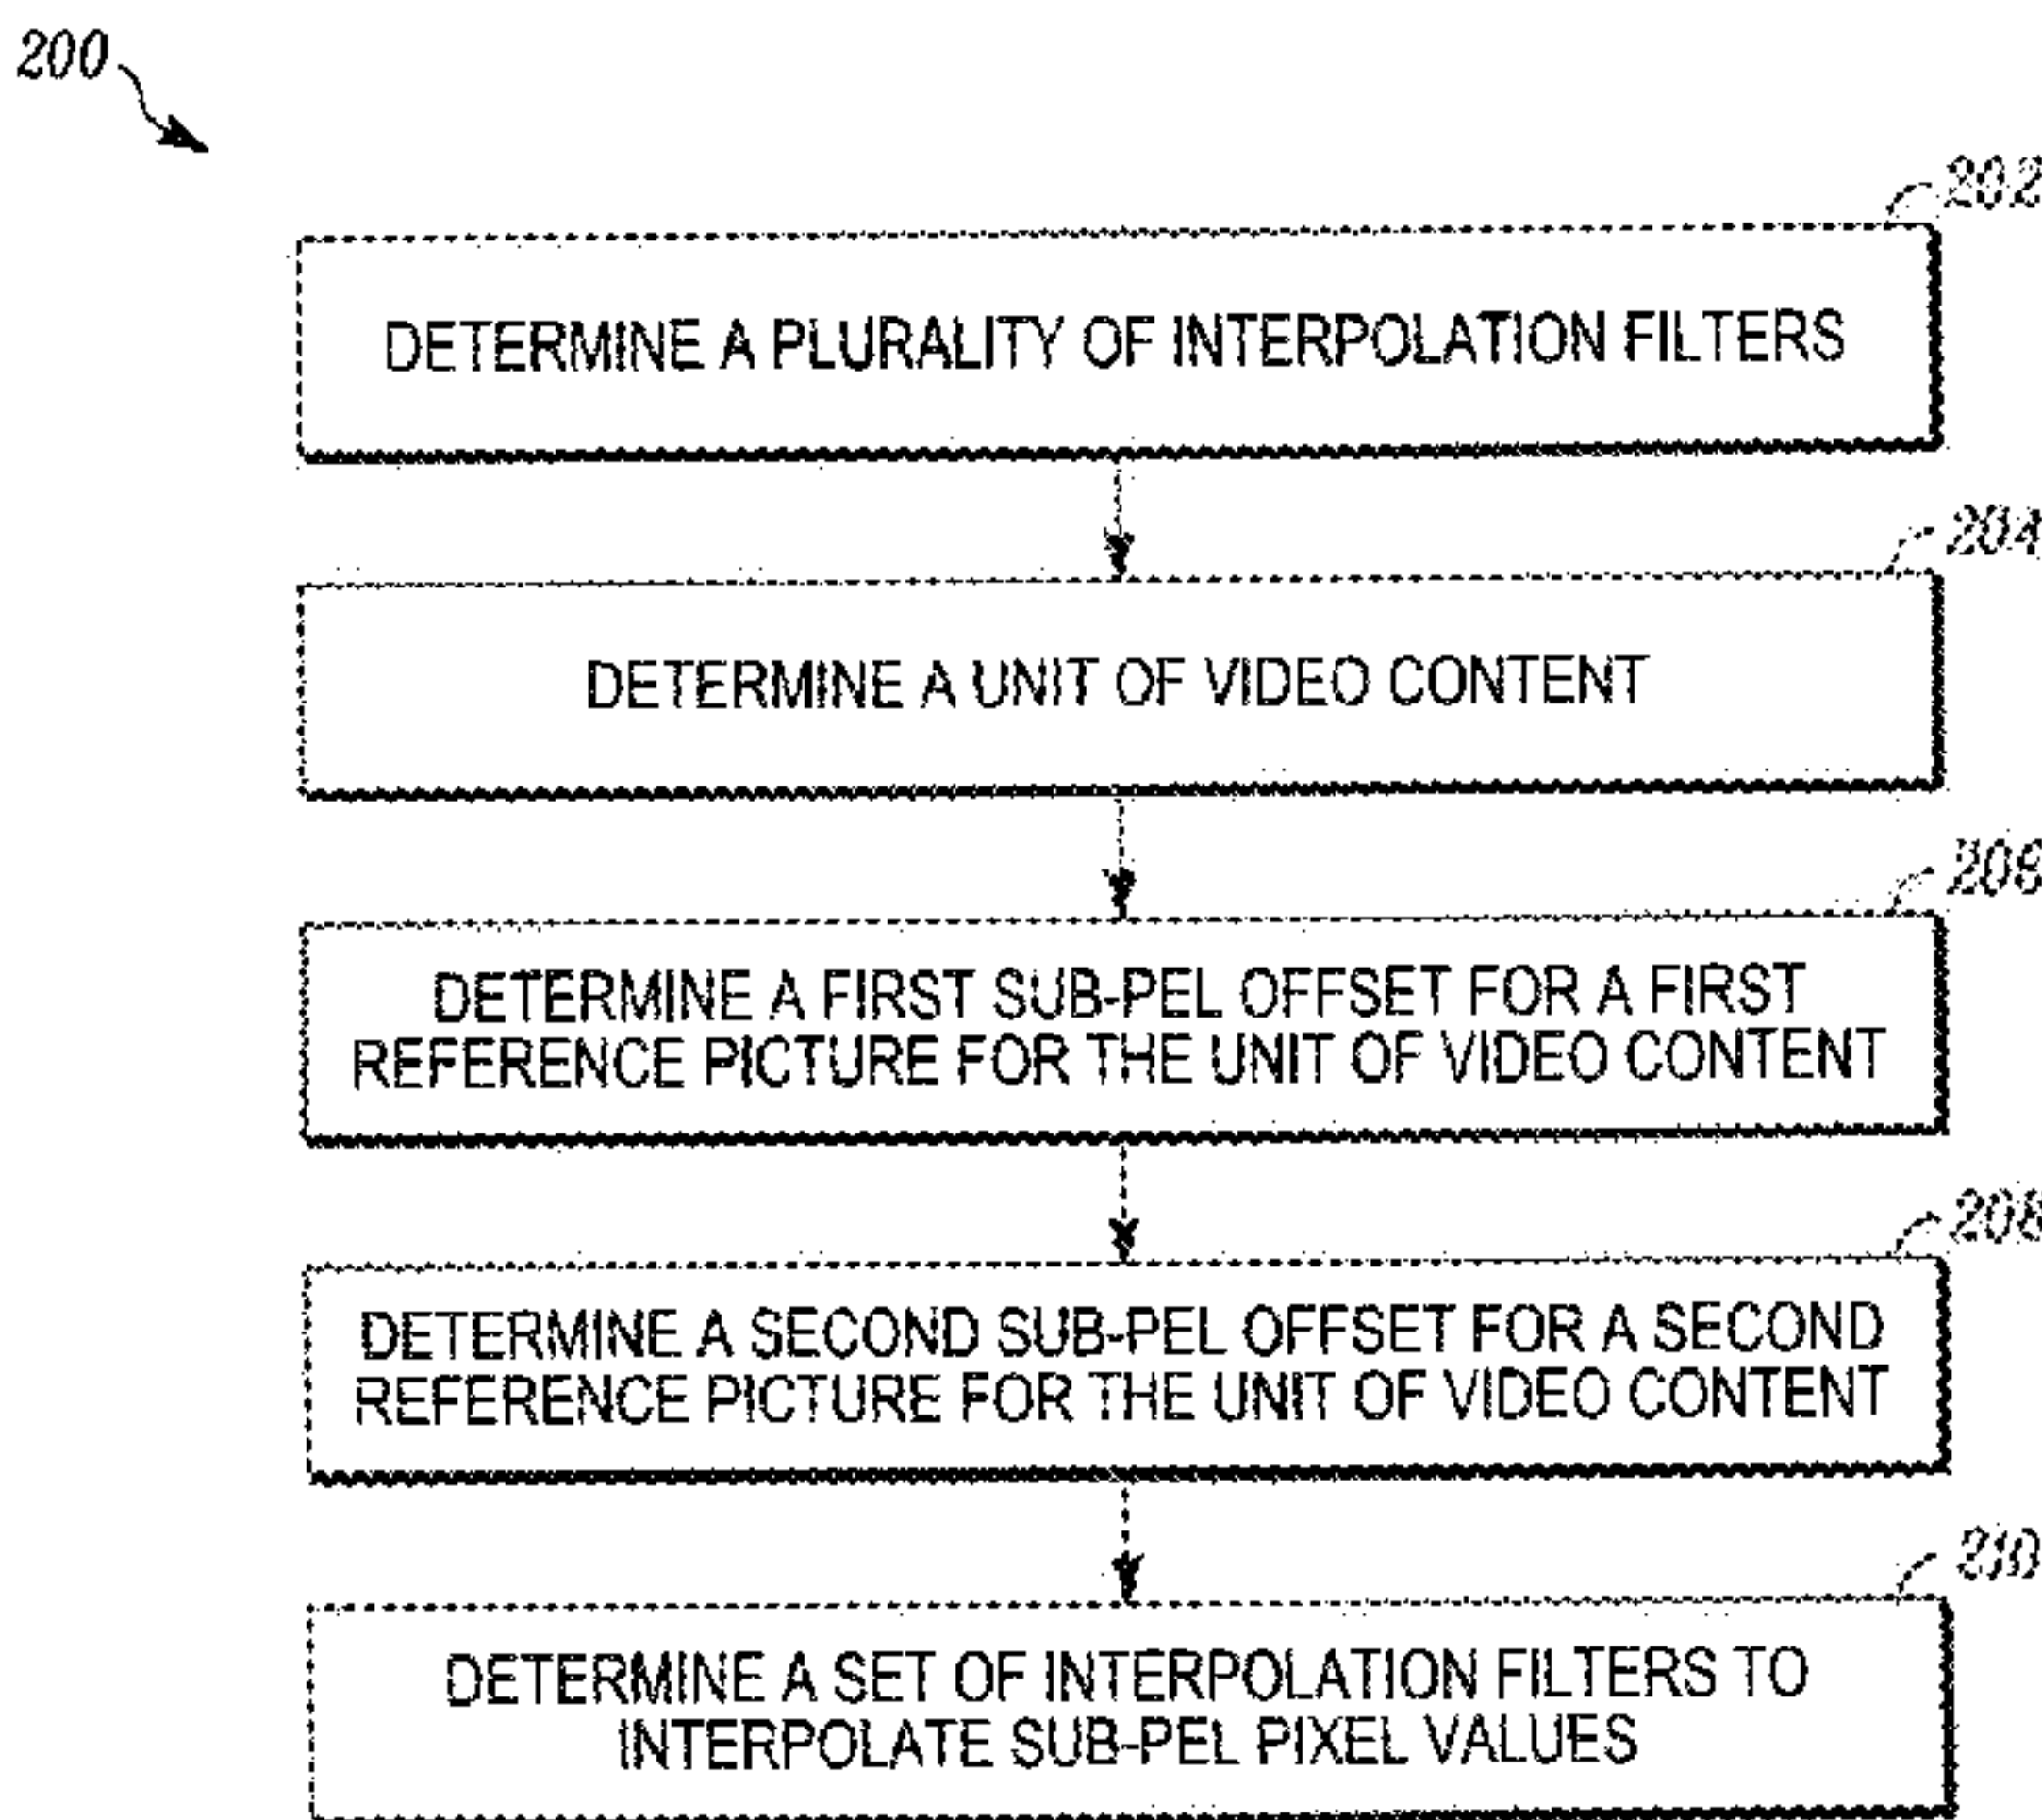 200
202
DETERMINE A PLURALITY OF INTERPOLATION FILTERS
204
DETERMINE A UNIT OF VIDEO CONTENT
DETERMINE A FIRST SUB-PEL OFFSET FOR A FIRST
REFERENCE PICTURE FOR THE UNIT OF VIDEO CONTENT
208
DETERMINE A SECOND SUB-PEL OFFSET FOR A SECOND
REFERENCE PICTURE FOR THE UNIT OF VIDEO CONTENT
210
DETERMINE A SET OF INTERPOLATION FILTERS TO
INTERPOLATE SUB-PEL PIXEL VALUES